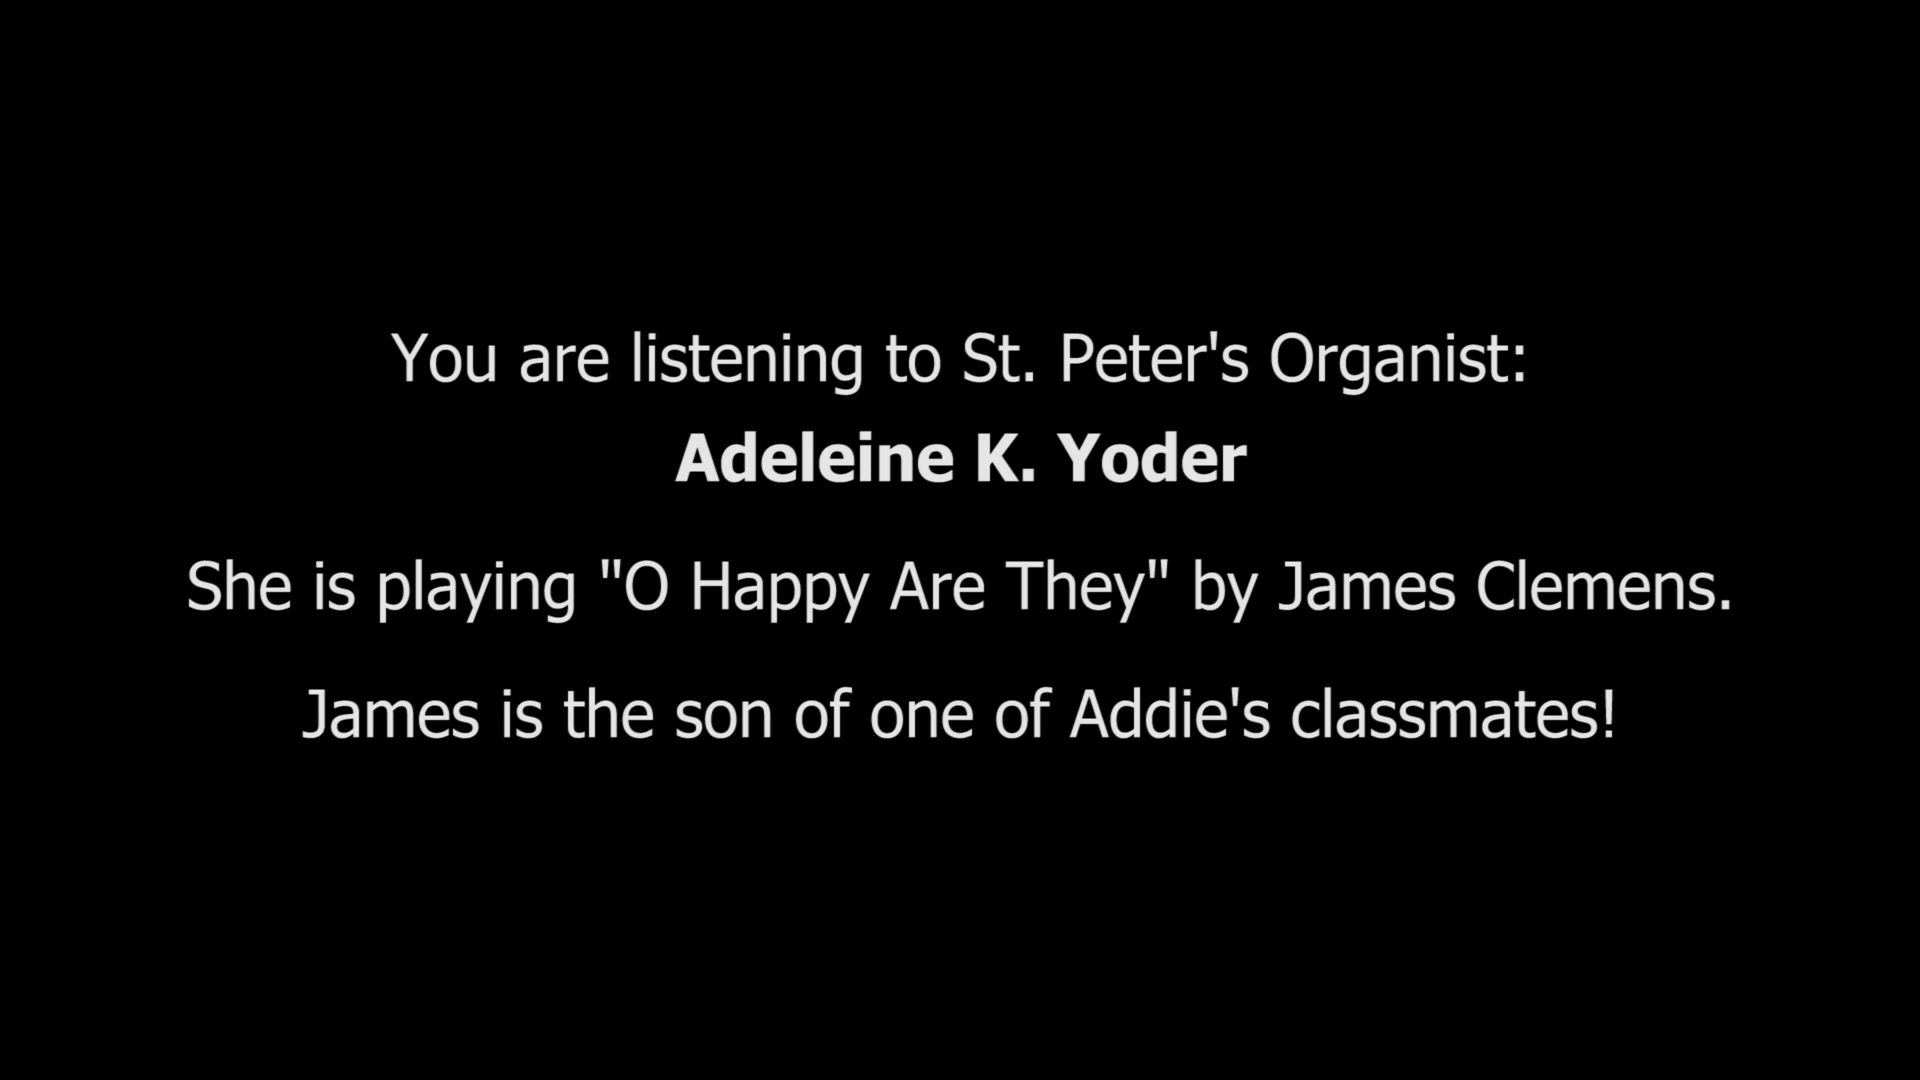 You are listening to St. Peter's Organist:
Adeleine K. Yoder
She is playing "O Happy Are They" by James Clemens.
James is the son of one of Addie's classmates!